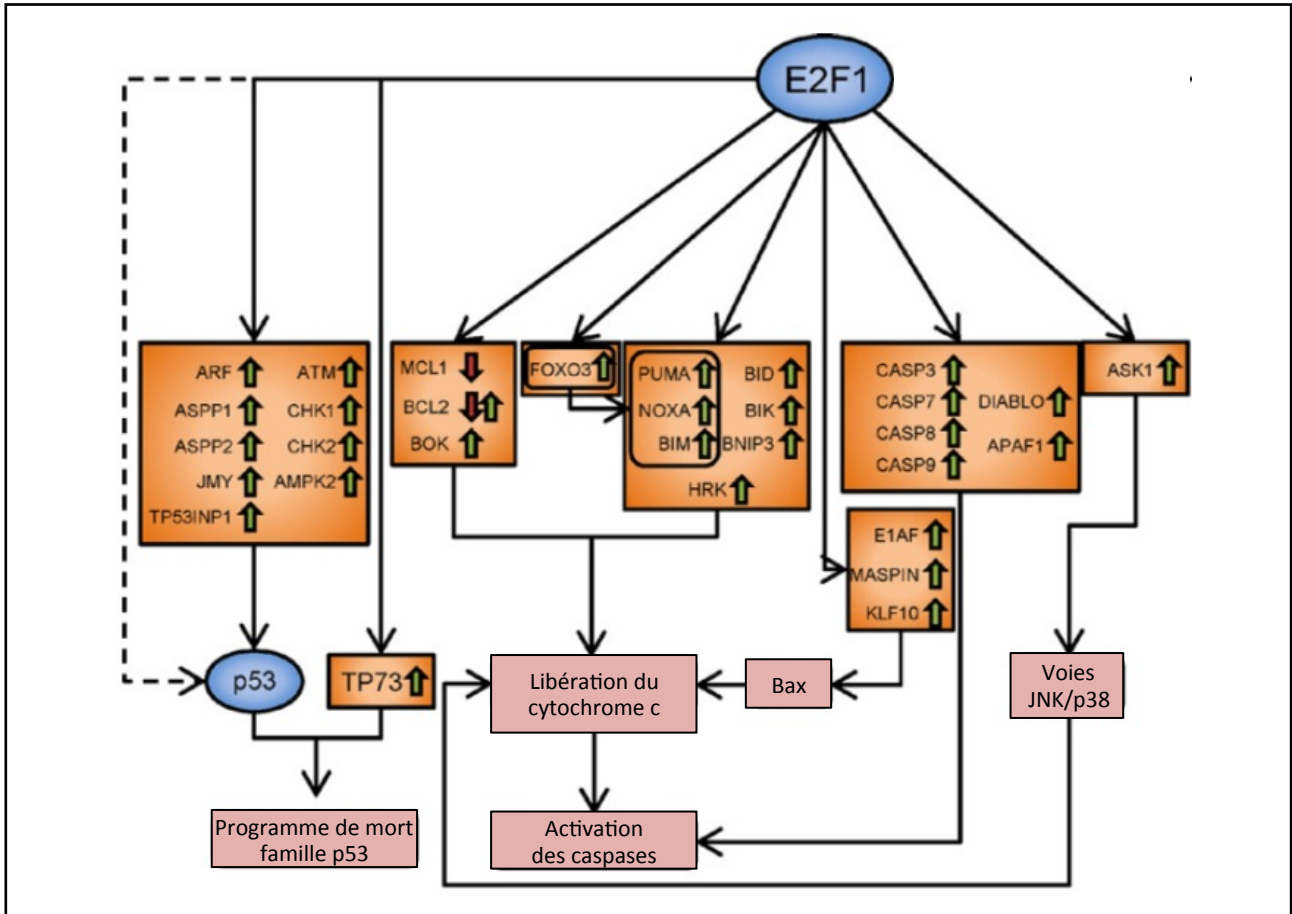 E2F1
ARF ATM
ASPP1 CHK1
ASPP2 CHK2
JMY AMPK2
TP53INP1
MCL1
BCL2
BOK
FOXO3
PUMA BID
NOXA BIK
BIM BNIP3
HRK
CASP3
CASP7 DIABLO
CASP8 APAF1
CASP9
ASK1
E1AF
MASPIN
KLF10
p53
TP73
Libération du
cytochrome c
Bax
Voies
JNK/p38
Programme de mort
famille p53
Activation
des caspases